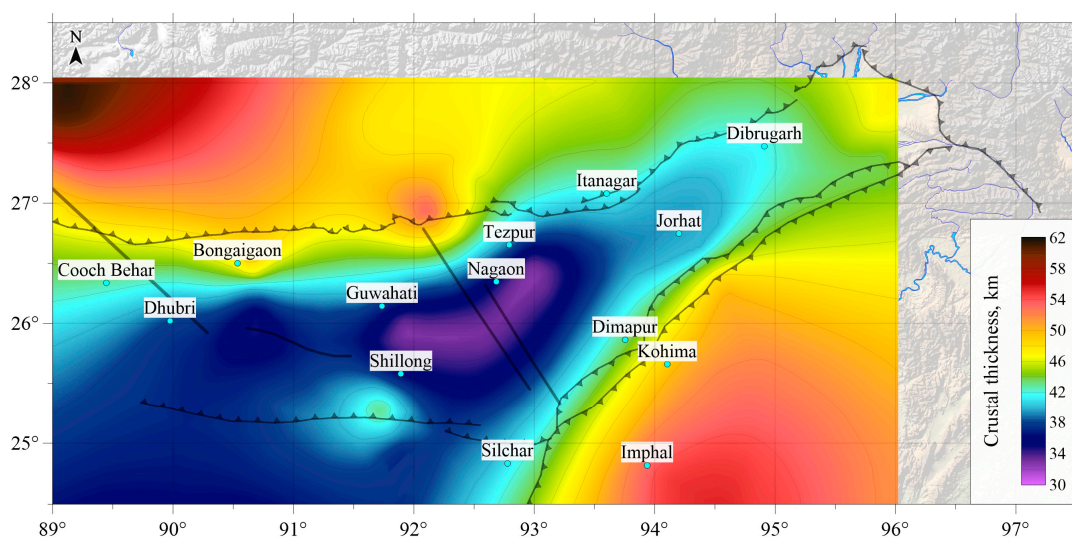 N
28°
27°
26°
25°
Dibrugarh
Itanagar
Jorhat
Tezpur
Bongaigaon
Cooch Behar
Nagaon
Guwahati
Dhubri
Dimapur
Kohima
Shillong
Silchar
Imphal
Crustal thickness, km
62
58
54
50
46
42
38
34
30
89° 90° 91° 92° 93° 94° 95° 96° 97°